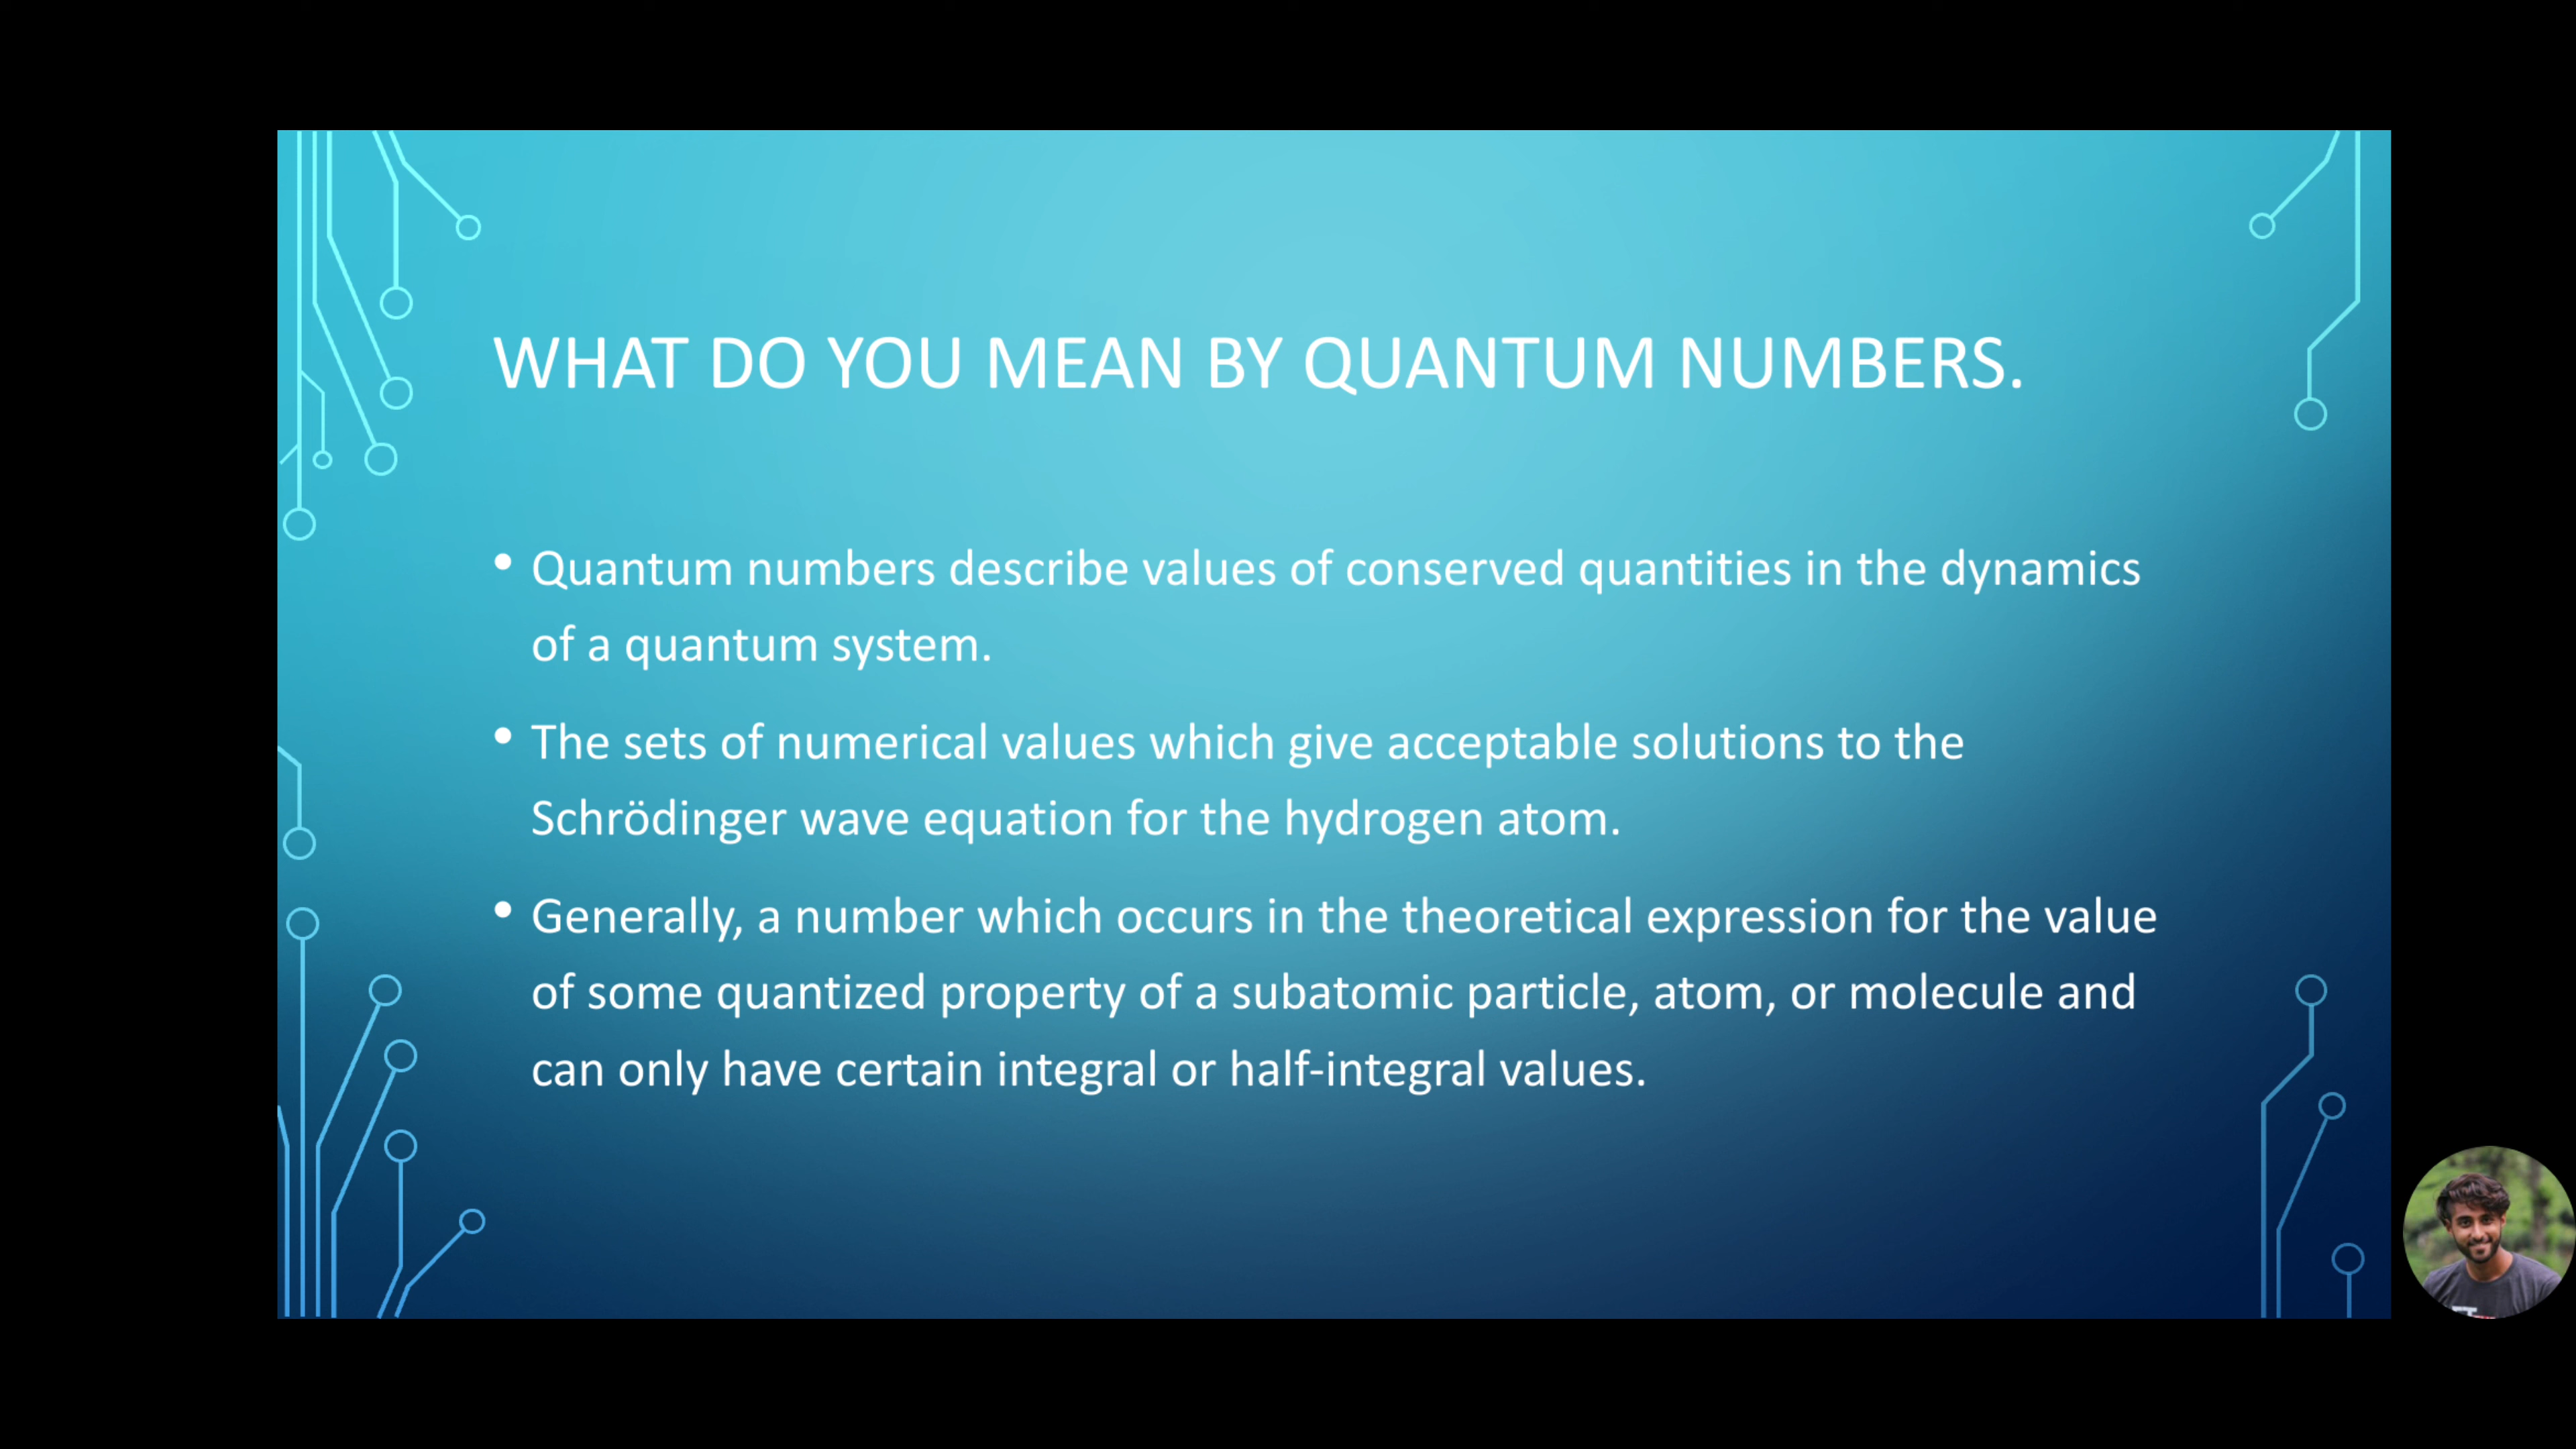 WHAT DO YOU MEAN BY QUANTUM NUMBERS.
• Quantum numbers describe values of conserved quantities in the dynamics
of a quantum system.
• The sets of numerical values which give acceptable solutions to the
Schrödinger wave equation for the hydrogen atom.
• Generally, a number which occurs in the theoretical expression for the value
of some quantized property of a subatomic particle, atom, or molecule and
can only have certain integral or half-integral values.